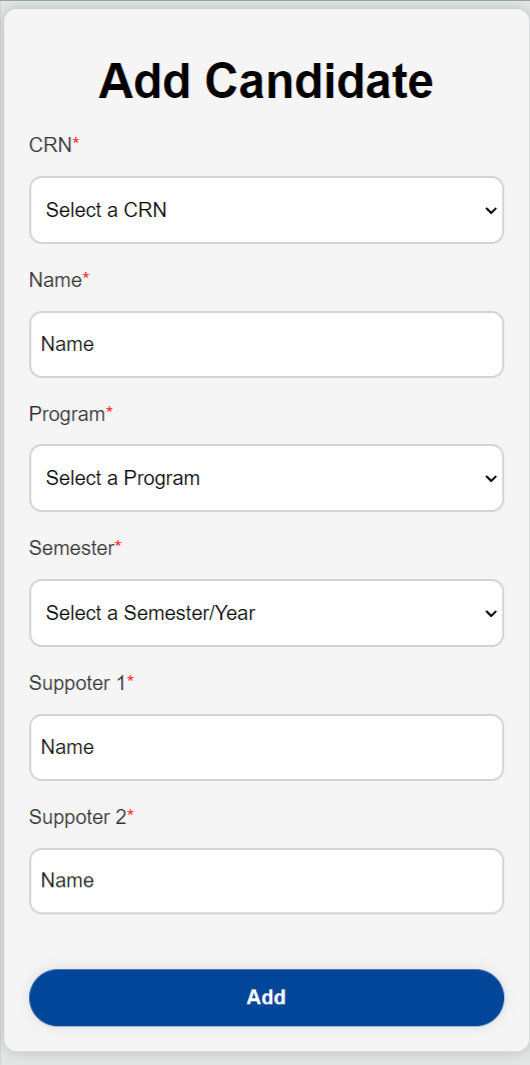 Add Candidate
CRN*
Select a CRN
Name*
Name
Program*
Select a Program
Semester*
Select a Semester/Year
Suppoter 1*
Name
Suppoter 2*
Name
Add